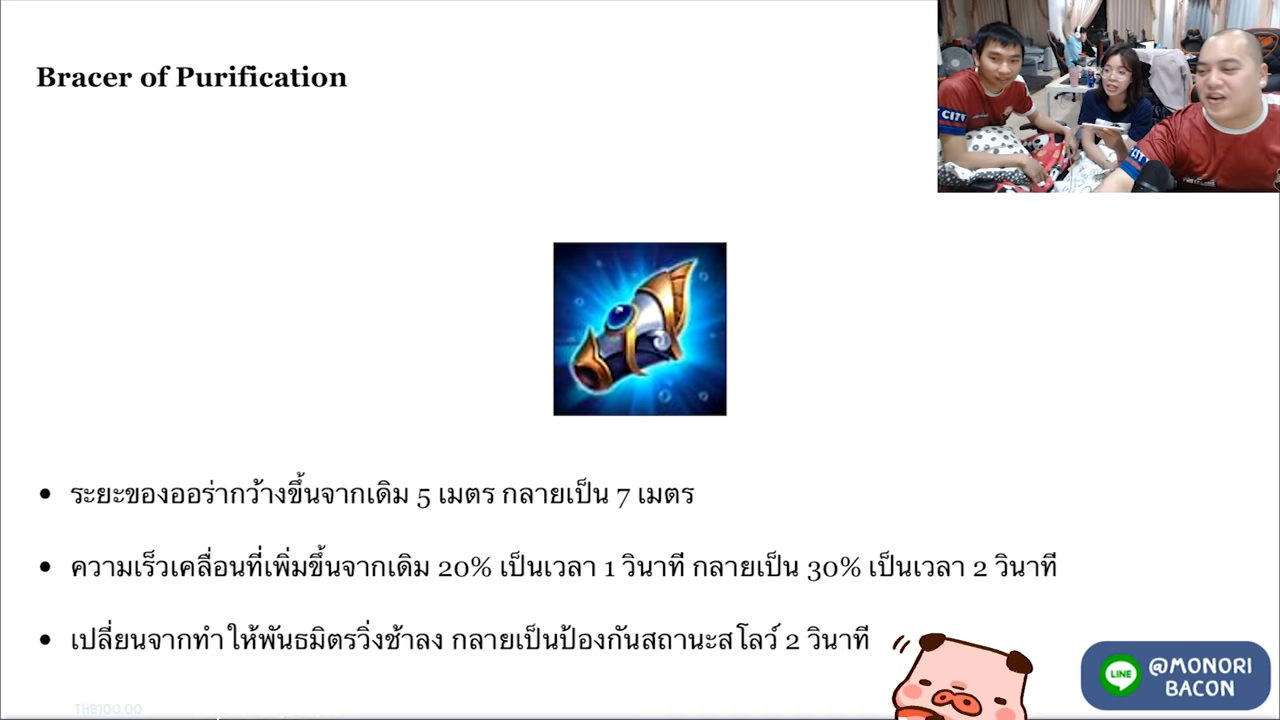 Bracer of Purification
CITY
CITY
ระยะของออร่ากว้างขึ้นจากเดิม 5 เมตร กลายเป็น 7 เมตร
ความเร็วเคลื่อนที่เพิ่มขึ้นจากเดิม 20% เป็นเวลา 1 วินาที กลายเป็น 30% เป็นเวลา 2 วินาที
เปลี่ยนจากทำให้พันธมิตรวิ่งช้าลง กลายเป็นป้องกันสถานะสโลว์ 2 วินาที
LINE @MONORI
BACON
THB100.00